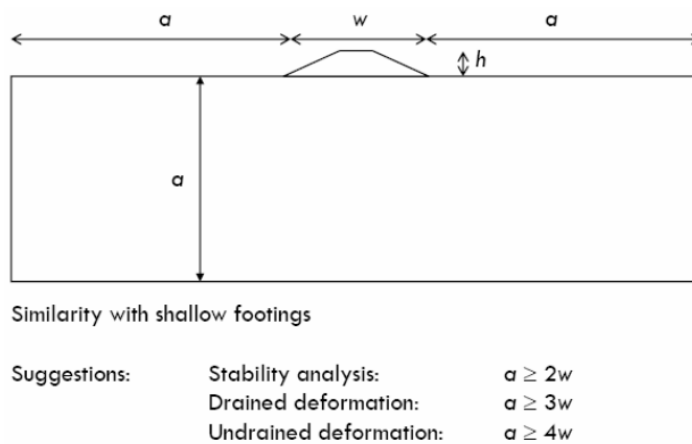 a w a
h
a
Similarity with shallow footings
Suggestions: Stability analysis: a ≥ 2w
Drained deformation: a ≥ 3w
Undrained deformation: a ≥ 4w